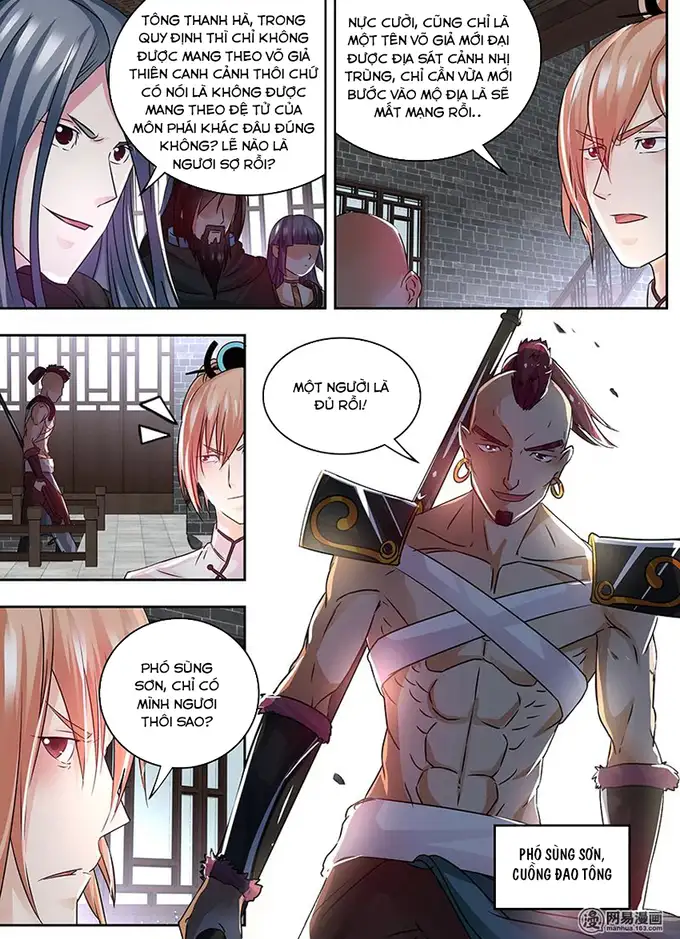 TÔNG THANH HÀ, TRONG
QUY ĐỊNH THÌ CHỈ KHÔNG
ĐƯỢC MANG THEO VÕ GIẢ
THIÊN CANH CẢNH THÔI CHỨ
CÓ NÓI LÀ KHÔNG ĐƯỢC
MANG THEO ĐỆ TỬ CỦA
MÔN PHÁI KHÁC ĐÂU ĐÚNG
KHÔNG? LẼ NÀO LÀ
NGƯƠI SỢ RỒI?
NỰC CƯỜI, CŨNG CHỈ LÀ
MỘT TÊN VÕ GIẢ MỚI ĐẠI
ĐƯỢC ĐỊA SÁT CẢNH NHỊ
TRÙNG, CHỈ CẦN VỪA MỚI
BƯỚC VÀO MỘ ĐỊA LÀ SẼ
MẤT MẠNG RỒI..
MỘT NGƯỜI LÀ
ĐỦ RỒI!
PHÓ SÙNG
SƠN, CHỈ CÓ
MÌNH NGƯƠI
THÔI SAO?
PHÓ SÙNG SƠN,
CUỒNG ĐAO TÔNG
漫 网易漫画
manhua.163.com